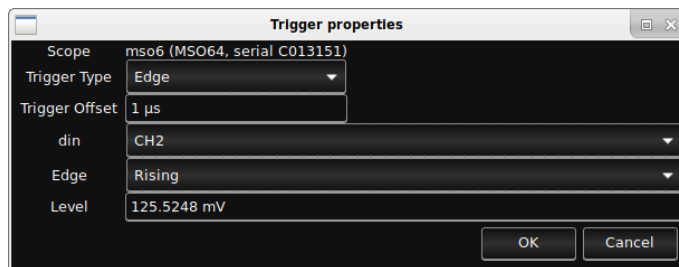 Trigger properties
Scope mso6 (MSO64, serial C013151)
Trigger Type Edge
Trigger Offset 1 µs
din CH2
Edge Rising
Level 125.5248 mV
OK Cancel